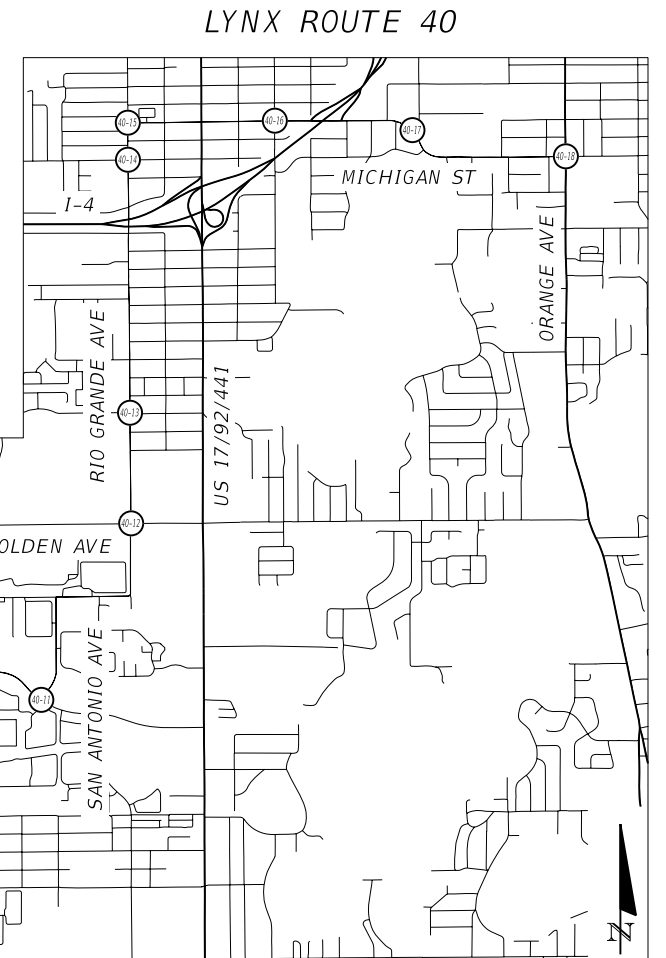 LYNX ROUTE 40
40-15
40-16
40-17
40-14
40-18
MICHIGAN ST
I-4
ORANGE AVE
RIO GRANDE AVE
US 17/92/441
40-13
40-12
OLDEN AVE
SAN ANTONIO AVE
40-11
N